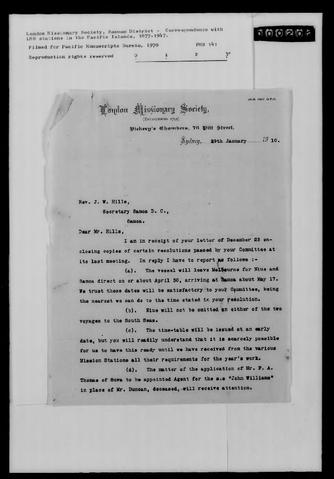 London Missionary Society, Samoan District - Correspondence with
LMS stations in the Pacific Islands, 1877-1947.
Filmed for Pacific Manuscripts Bureau, 1970
PMB 141
Reproduction rights reserved
0 1 2 3"
London Missionary Society,
(ESTABLISHED 1795)
Vickery's Chambers, 76 Pitt Street,
Sydney, 29th January 1910.
Rev. J. W. Hills,
Secretary Samoa D. C.,
Samoa.
Dear Mr. Hills,
I am in receipt of your letter of December 23 en-
closing copies of certain resolutions passed by your Committee at
its last meeting. In reply I have to report as follows :-
(a). The vessel will leave Melbourne for Niue and
Samoa direct on or about April 30, arriving at Samoa about May 17.
We trust these dates will be satisfactory to your Committee, being
the nearest we can do to the time stated in your resolution.
(b). Niue will not be omitted on either of the two
voyages to the South Seas.
(c). The time-table will be issued at an early
date, but you will readily understand that it is scarcely possible
for us to have this ready until we have received from the various
Mission Stations all their requirements for the year's work.
(d). The matter of the application of Mr. F. A.
Thomas of Suva to be appointed Agent for the s.s "John Williams"
in place of Mr. Duncan, deceased, will receive attention.